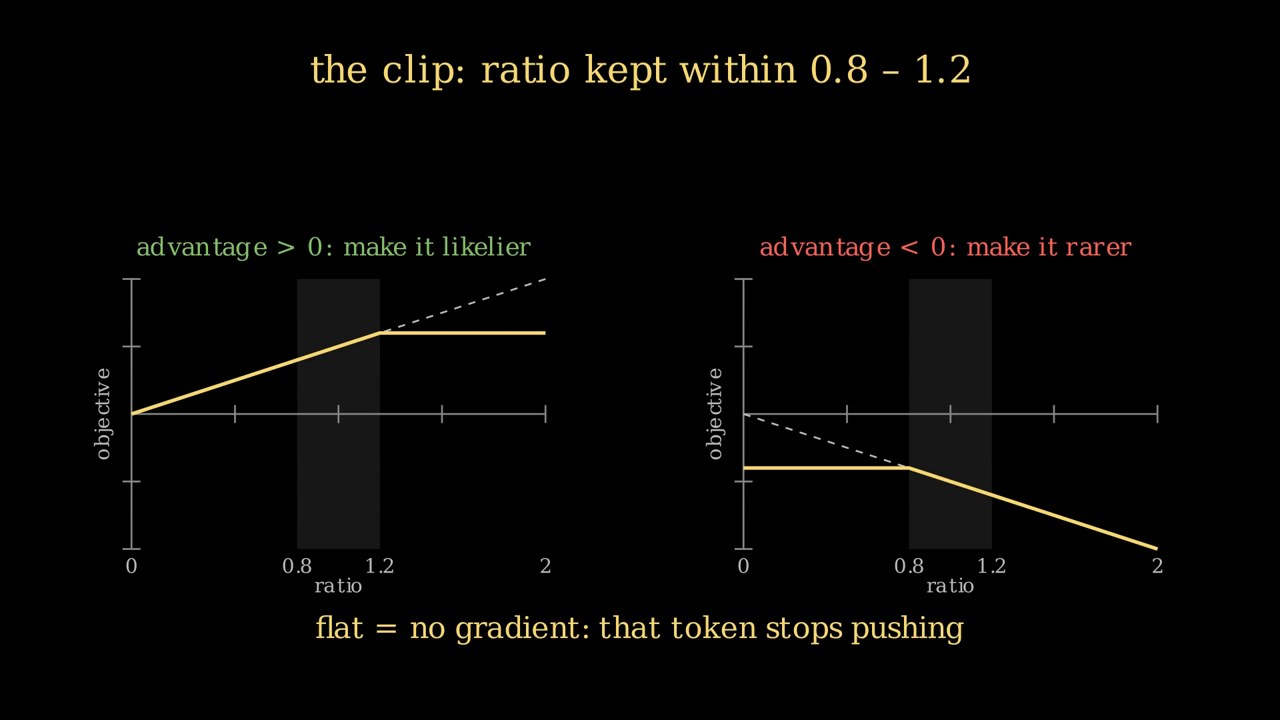 the clip: ratio kept within 0.8 – 1.2
advantage > 0: make it likelier
objective
0
0.8
1.2
2
ratio
advantage < 0: make it rarer
objective
0
0.8
1.2
2
ratio
flat = no gradient: that token stops pushing